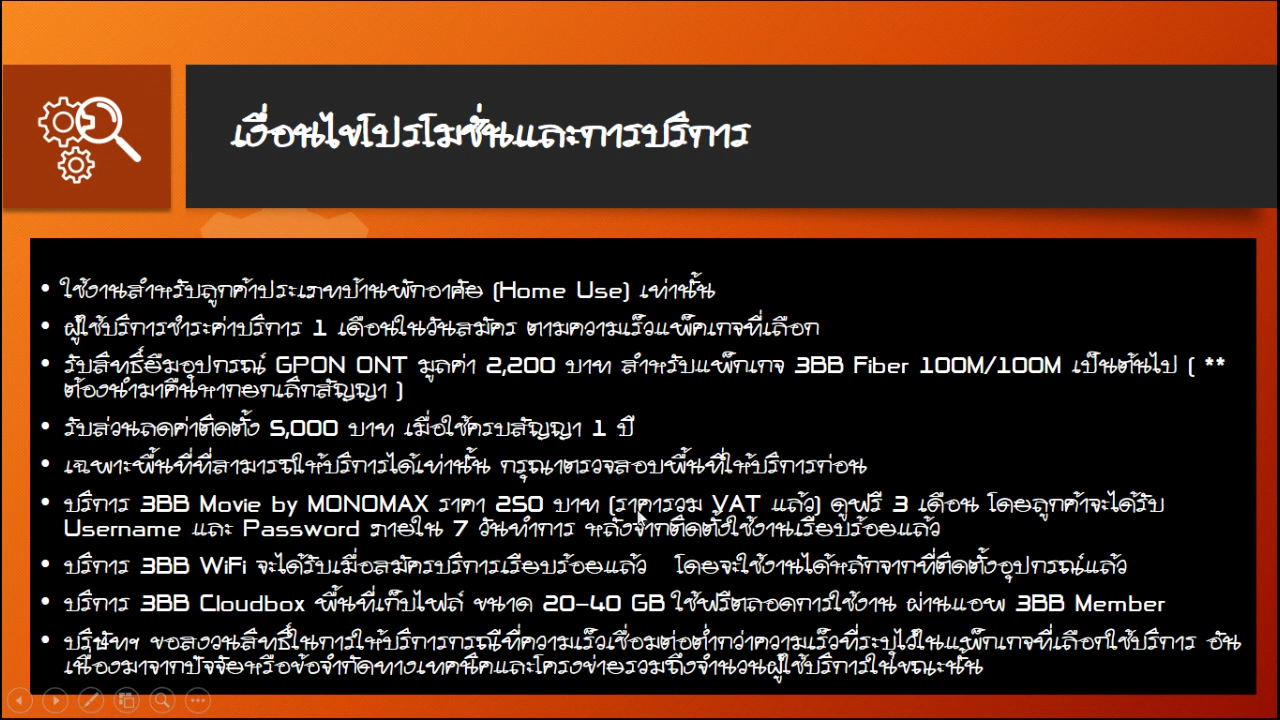 เงื่อนไขโปรโมชั่นและการบริการ
• ใช้งานสำหรับลูกค้าประเภทบ้านพักอาศัย (Home Use) เท่านั้น
• ผู้ใช้บริการชำระค่าบริการ 1 เดือนในวันสมัคร ตามความเร็วแพ็คเกจที่เลือก
• รับสิทธิ์ยืมอุปกรณ์ GPON ONT มูลค่า 2,200 บาท สำหรับแพ็กเกจ 3BB Fiber 100M/100M เป็นต้นไป ( **
ต้องนำมาคืนหากยกเลิกสัญญา )
• รับส่วนลดค่าติดตั้ง 5,000 บาท เมื่อใช้ครบสัญญา 1 ปี
• เฉพาะพื้นที่ที่สามารถให้บริการได้เท่านั้น กรุณาตรวจสอบพื้นที่ให้บริการก่อน
• บริการ 3BB Movie by MONOMAX ราคา 250 บาท (ราคารวม VAT แล้ว) ดูฟรี 3 เดือน โดยลูกค้าจะได้รับ
Username และ Password ภายใน 7 วันทำการ หลังจากติดตั้งใช้งานเรียบร้อยแล้ว
• บริการ 3BB WiFi จะได้รับเมื่อสมัครบริการเรียบร้อยแล้ว โดยจะใช้งานได้หลักจากที่ติดตั้งอุปกรณ์แล้ว
• บริการ 3BB Cloudbox พื้นที่เก็บไฟล์ ขนาด 20-40 GB ใช้ฟรีตลอดการใช้งาน ผ่านแอพ 3BB Member
• บริษัทฯ ขอสงวนสิทธิ์ในการให้บริการกรณีที่ความเร็วเชื่อมต่อต่ำกว่าความเร็วที่ระบุไว้ในแพ็กเกจที่เลือกใช้บริการ อัน
เนื่องมาจากปัจจัยหรือข้อจำกัดทางเทคนิคและโครงข่ายรวมถึงจำนวนผู้ใช้บริการในขณะนั้น